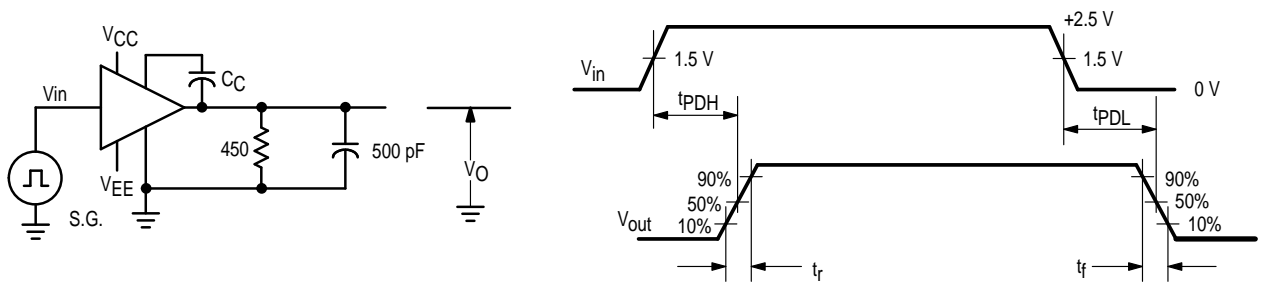 VCC
CC
Vin
450
500 pF
VEE
S.G.
VO
+2.5 V
Vin
1.5 V
1.5 V
0 V
tPDH
tPDL
90%
50%
10%
90%
50%
10%
Vout
tr
tf